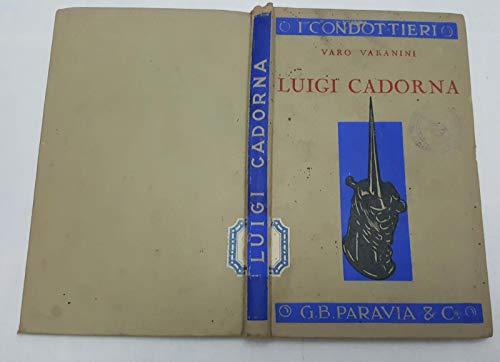 I CONDOTTIERI
VARO VARANINI
LUIGI CADORNA
G.B. PARAVIA & C.
LUIGI CADORNA